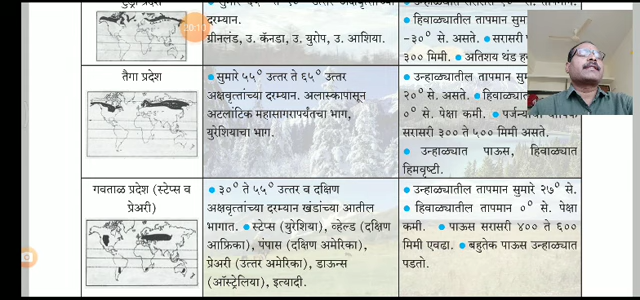 टुंड्रा प्रदेश
दरम्यान.
ग्रीनलंड, उ. कॅनडा, उ. युरोप, उ. आशिया.
● हिवाळ्यातील तापमान सुमा
-३०° से. असते. ● सरासरी
३०० मिमी. ● अतिशय थंड
20:10
तैगा प्रदेश
● सुमारे ५५° उत्तर ते ६५° उत्तर
अक्षवृत्तांच्या दरम्यान. अलास्कापासून
अटलांटिक महासागरापर्यंतचा भाग,
युरेशियाचा भाग.
उन्हाळ्यातील तापमान
२०° से. असते. ● हिवाळ्यात
०° से. पेक्षा कमी. ●
सरासरी ३०० ते ५०० मिमी असते.
● उन्हाळ्यात पाऊस, हिवाळ्यात
हिमवृष्टी.
गवताळ प्रदेश (स्टेप्स व
प्रेअरी)
● ३०° ते ५५° उत्तर व दक्षिण
अक्षवृत्तांच्या दरम्यान खंडांच्या आतील
भागात. ● स्टेप्स (युरेशिया), व्हेल्ड (दक्षिण
आफ्रिका), पंपास (दक्षिण अमेरिका),
प्रेअरी (उत्तर अमेरिका), डाऊन्स
(ऑस्ट्रेलिया), इत्यादी.
उन्हाळ्यातील तापमान सुमारे २७° से.
● हिवाळ्यातील तापमान ०° से. पेक्षा
कमी. ● पाऊस सरासरी ४०० ते ६००
मिमी एवढा. ● बहुतेक पाऊस उन्हाळ्यात
पडतो.